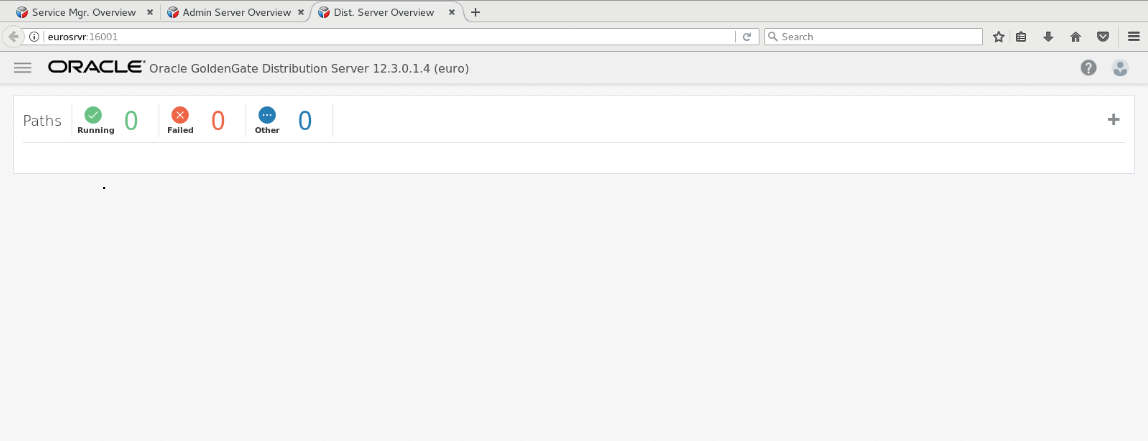 Service Mgr. Overview
Admin Server Overview
Dist. Server Overview
eurosrvr:16001
Search
ORACLE Oracle GoldenGate Distribution Server 12.3.0.1.4 (euro)
Paths
Running
0
Failed
0
Other
0